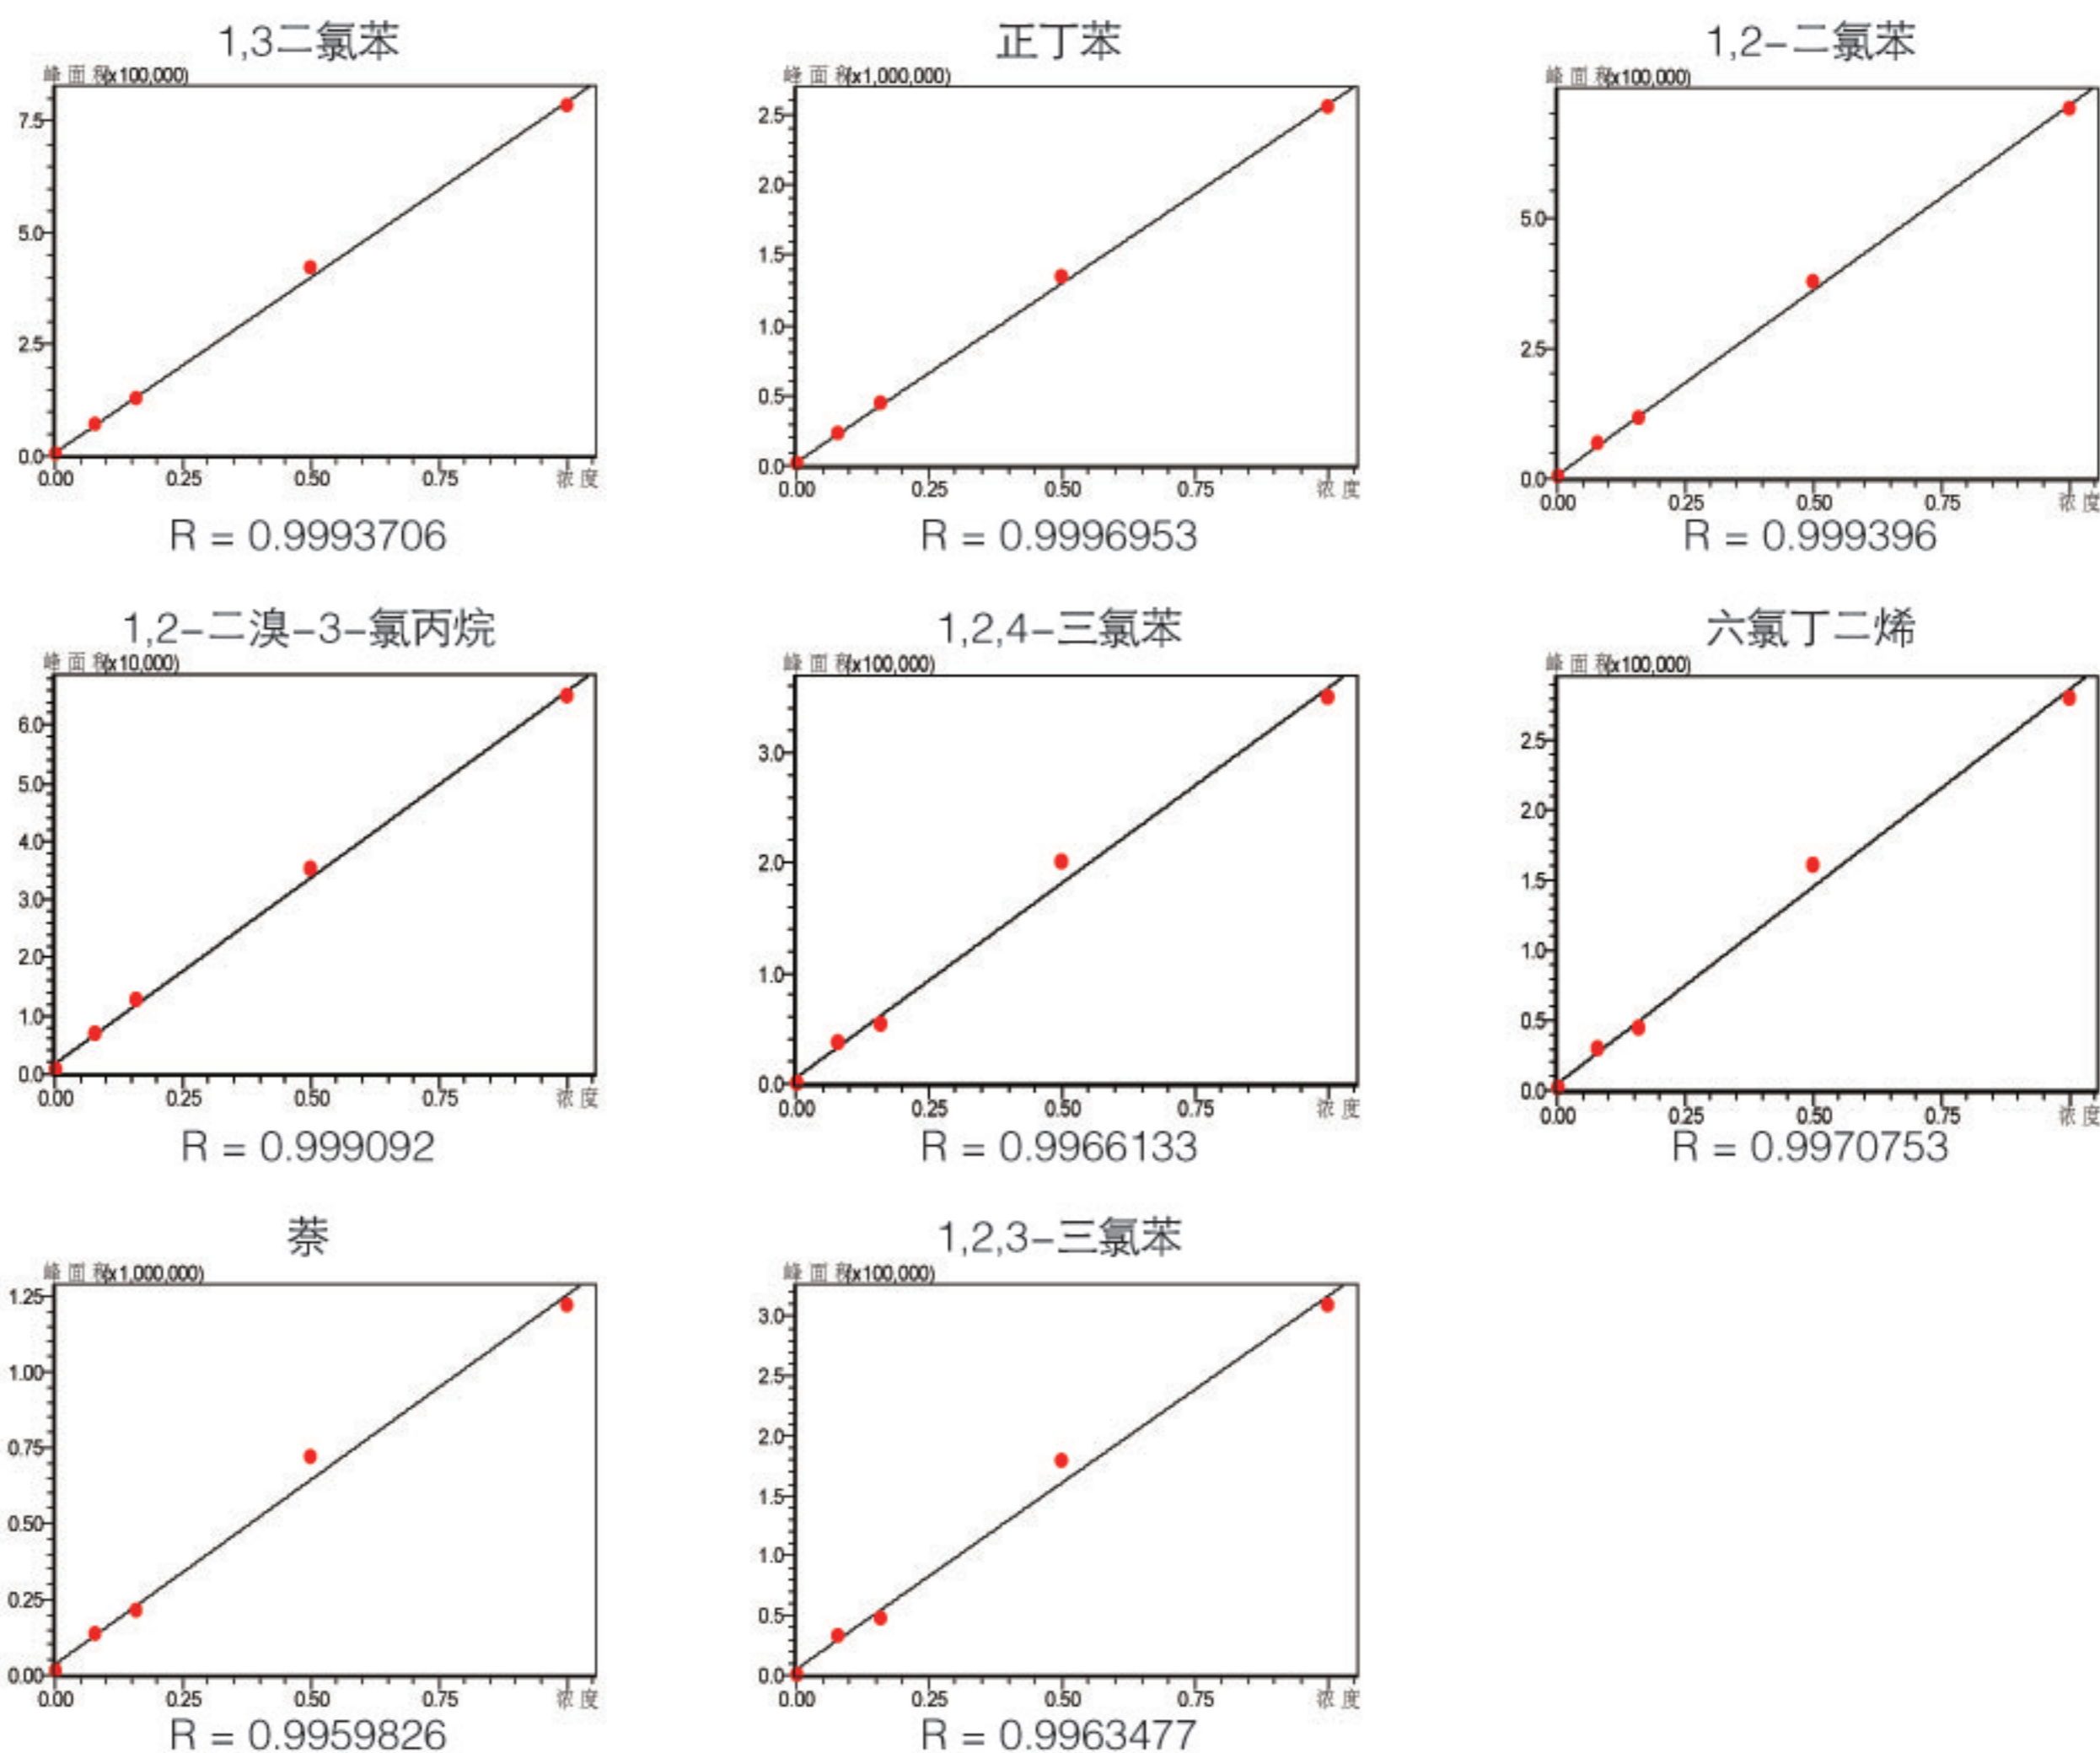 1,3二氯苯
峰面积(x100,000)
7.5
5.0
2.5
0.0
0.00 0.25 0.50 0.75 浓度
R = 0.9993706
正丁苯
峰面积(x1,000,000)
2.5
2.0
1.5
1.0
0.5
0.0
0.00 0.25 0.50 0.75 浓度
R = 0.9996953
1,2-二氯苯
峰面积(x100,000)
5.0
2.5
0.0
0.00 0.25 0.50 0.75 浓度
R = 0.999396
1,2-二溴-3-氯丙烷
峰面积(x10,000)
6.0
5.0
4.0
3.0
2.0
1.0
0.0
0.00 0.25 0.50 0.75 浓度
R = 0.999092
1,2,4-三氯苯
峰面积(x100,000)
3.0
2.0
1.0
0.0
0.00 0.25 0.50 0.75 浓度
R = 0.9966133
六氯丁二烯
峰面积(x100,000)
2.5
2.0
1.5
1.0
0.5
0.0
0.00 0.25 0.50 0.75 浓度
R = 0.9970753
萘
峰面积(x1,000,000)
1.25
1.00
0.75
0.50
0.25
0.00
0.00 0.25 0.50 0.75 浓度
R = 0.9959826
1,2,3-三氯苯
峰面积(x100,000)
3.0
2.5
2.0
1.5
1.0
0.5
0.0
0.00 0.25 0.50 0.75 浓度
R = 0.9963477